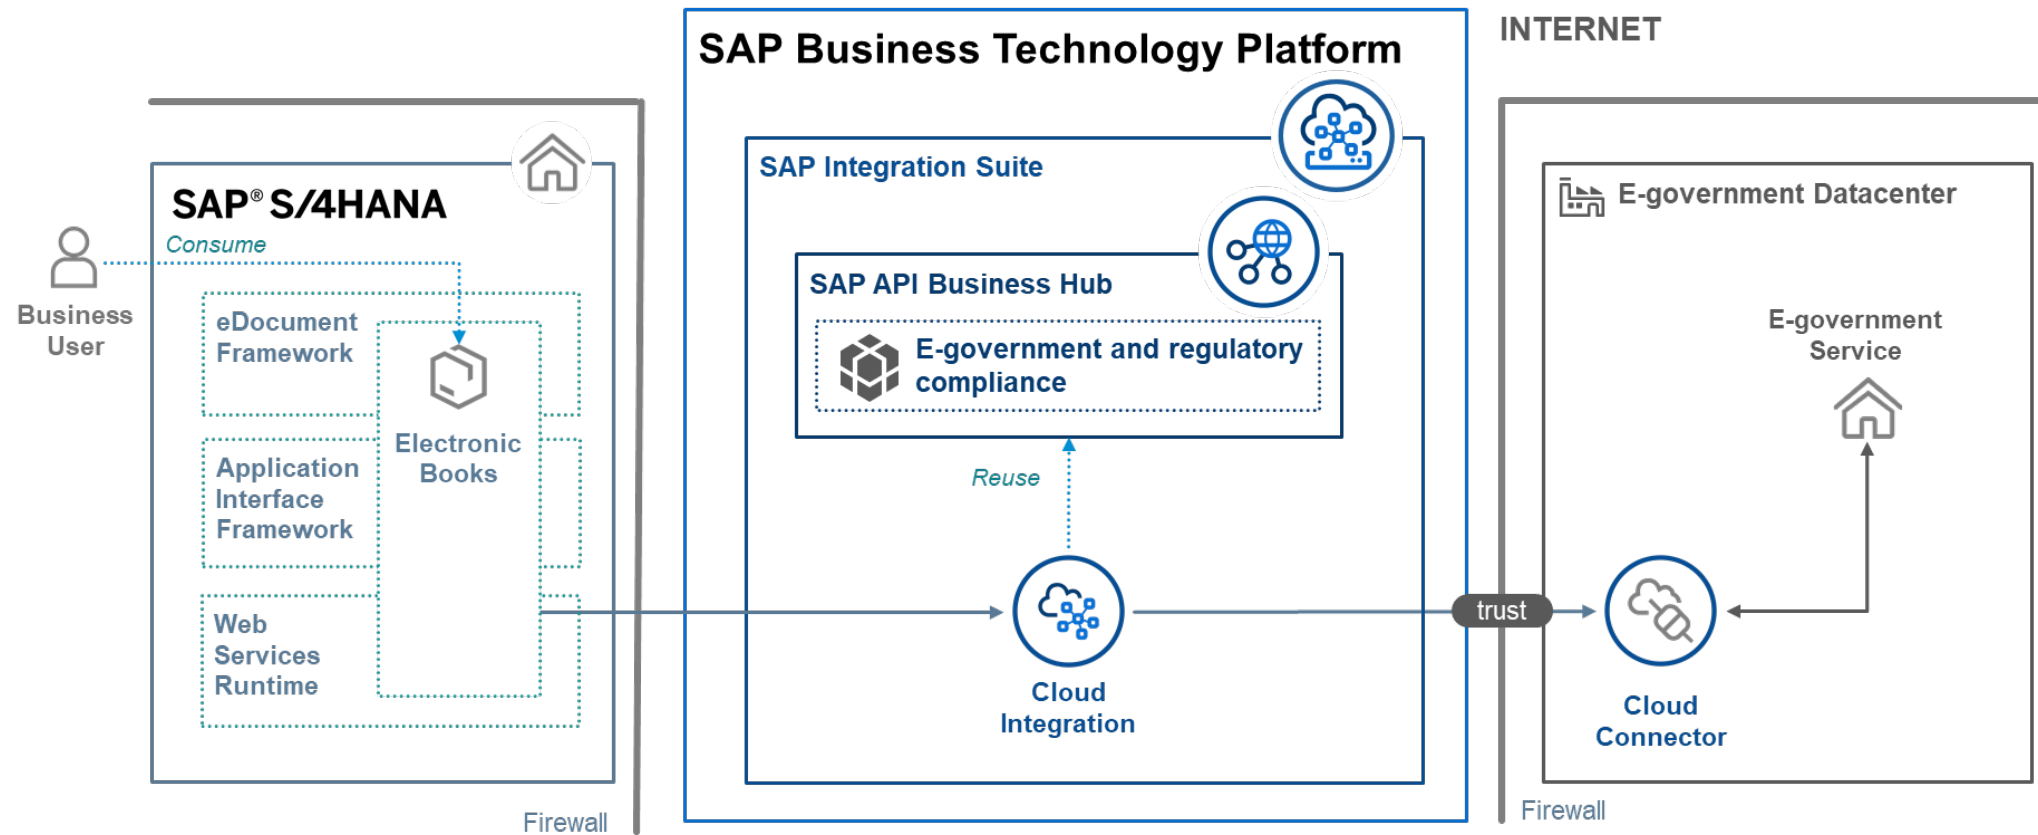 SAP Business Technology Platform
INTERNET
SAP® S/4HANA
Consume
Business
User
eDocument
Framework
Electronic
Books
Application
Interface
Framework
Web
Services
Runtime
Firewall
SAP Integration Suite
SAP API Business Hub
E-government and regulatory
compliance
Reuse
Cloud
Integration
trust
E-government Datacenter
E-government
Service
Cloud
Connector
Firewall